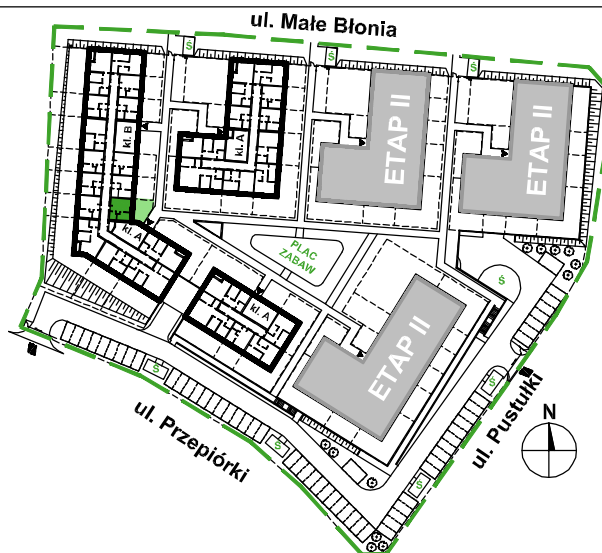 ul. Małe Błonia
Ś
Ś
Ś
kl. B
kl. A
ETAP II
ETAP II
kl. A
PLAC
ZABAW
Ś
kl. A
ETAP II
Ś
Ś
ul. Przepiórki
ul. Pustułki
N
Ś
Ś